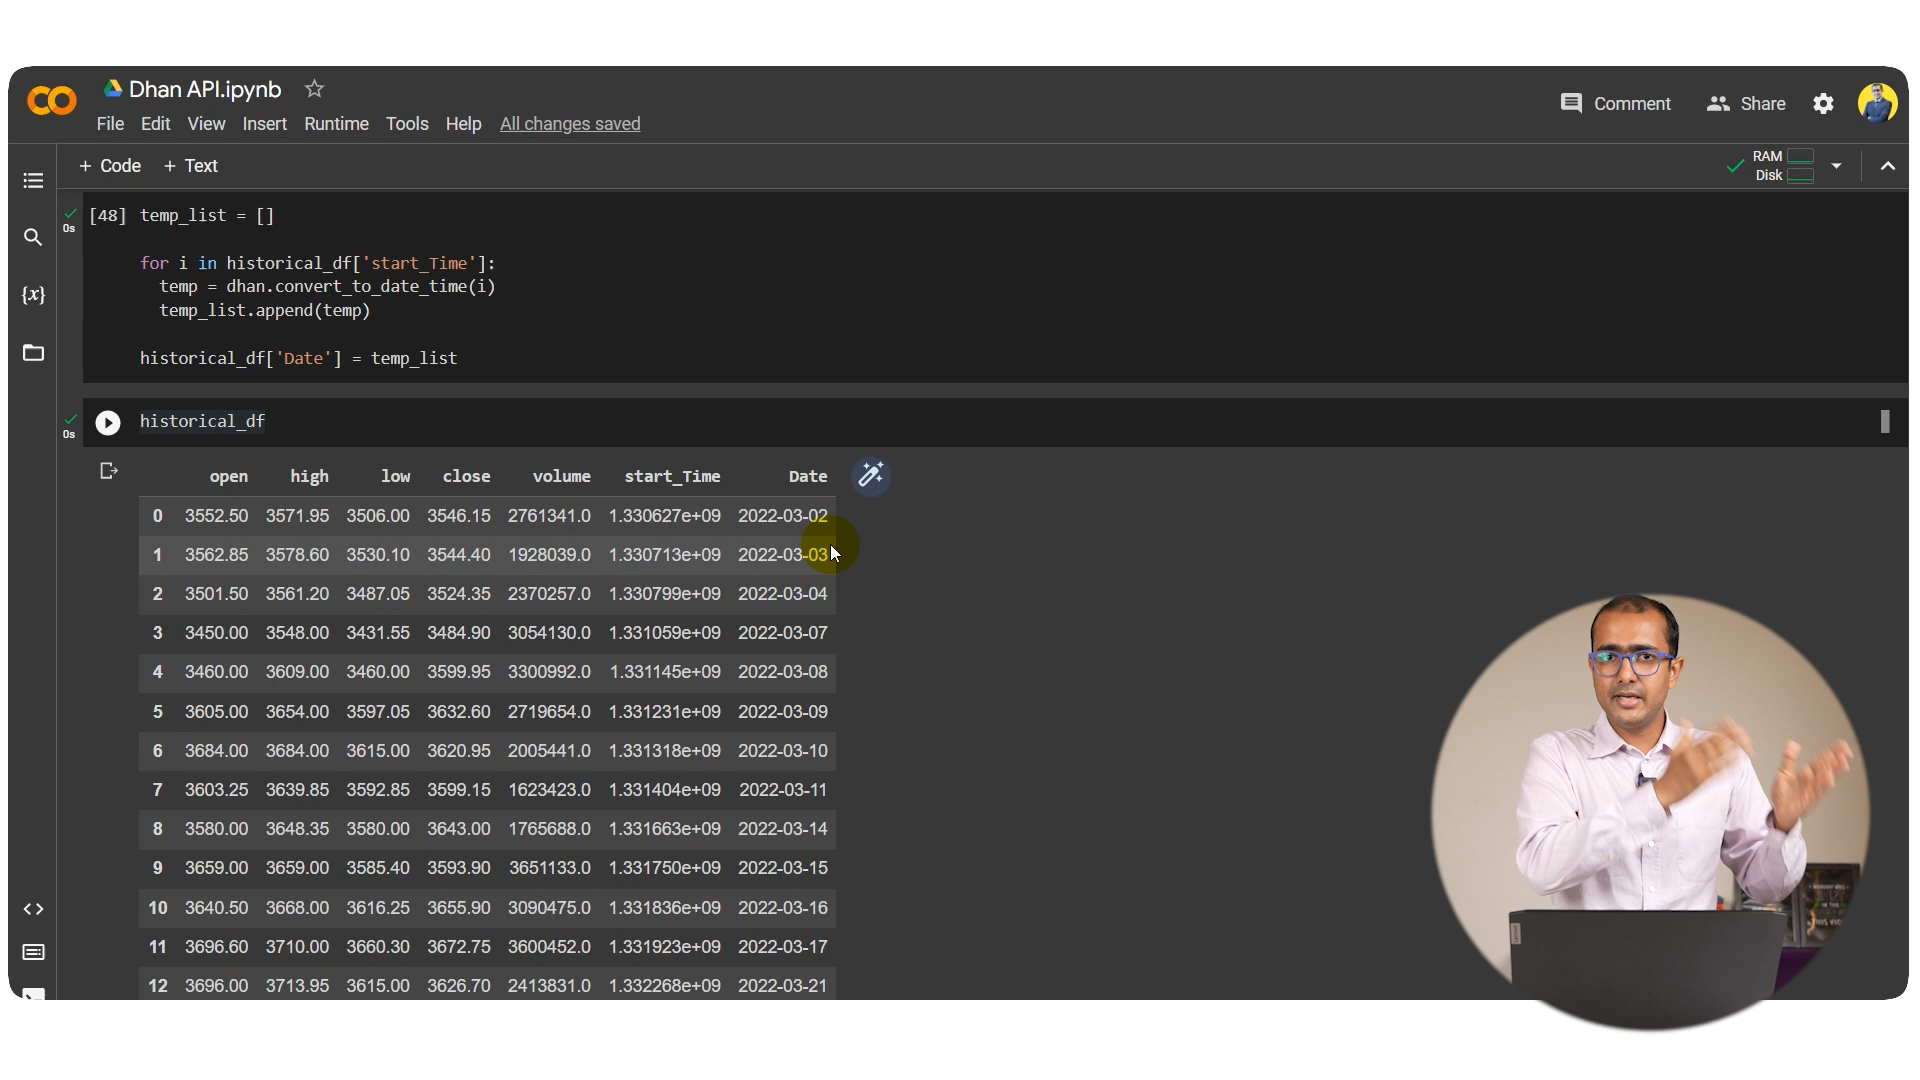 Dhan API.ipynb
File Edit View Insert Runtime Tools Help All changes saved
Comment Share
+ Code + Text
RAM
Disk
0s
[48] temp_list = []
for i in historical_df['start_Time']:
temp = dhan.convert_to_date_time(i)
temp_list.append(temp)
historical_df['Date'] = temp_list
0s
historical_df
open high low close volume start_Time Date
0 3552.50 3571.95 3506.00 3546.15 2761341.0 1.330627e+09 2022-03-02
1 3562.85 3578.60 3530.10 3544.40 1928039.0 1.330713e+09 2022-03-03
2 3501.50 3561.20 3487.05 3524.35 2370257.0 1.330799e+09 2022-03-04
3 3450.00 3548.00 3431.55 3484.90 3054130.0 1.331059e+09 2022-03-07
4 3460.00 3609.00 3460.00 3599.95 3300992.0 1.331145e+09 2022-03-08
5 3605.00 3654.00 3597.05 3632.60 2719654.0 1.331231e+09 2022-03-09
6 3684.00 3684.00 3615.00 3620.95 2005441.0 1.331318e+09 2022-03-10
7 3603.25 3639.85 3592.85 3599.15 1623423.0 1.331404e+09 2022-03-11
8 3580.00 3648.35 3580.00 3643.00 1765688.0 1.331663e+09 2022-03-14
9 3659.00 3659.00 3585.40 3593.90 3651133.0 1.331750e+09 2022-03-15
10 3640.50 3668.00 3616.25 3655.90 3090475.0 1.331836e+09 2022-03-16
11 3696.60 3710.00 3660.30 3672.75 3600452.0 1.331923e+09 2022-03-17
12 3696.00 3713.95 3615.00 3626.70 2413831.0 1.332268e+09 2022-03-21